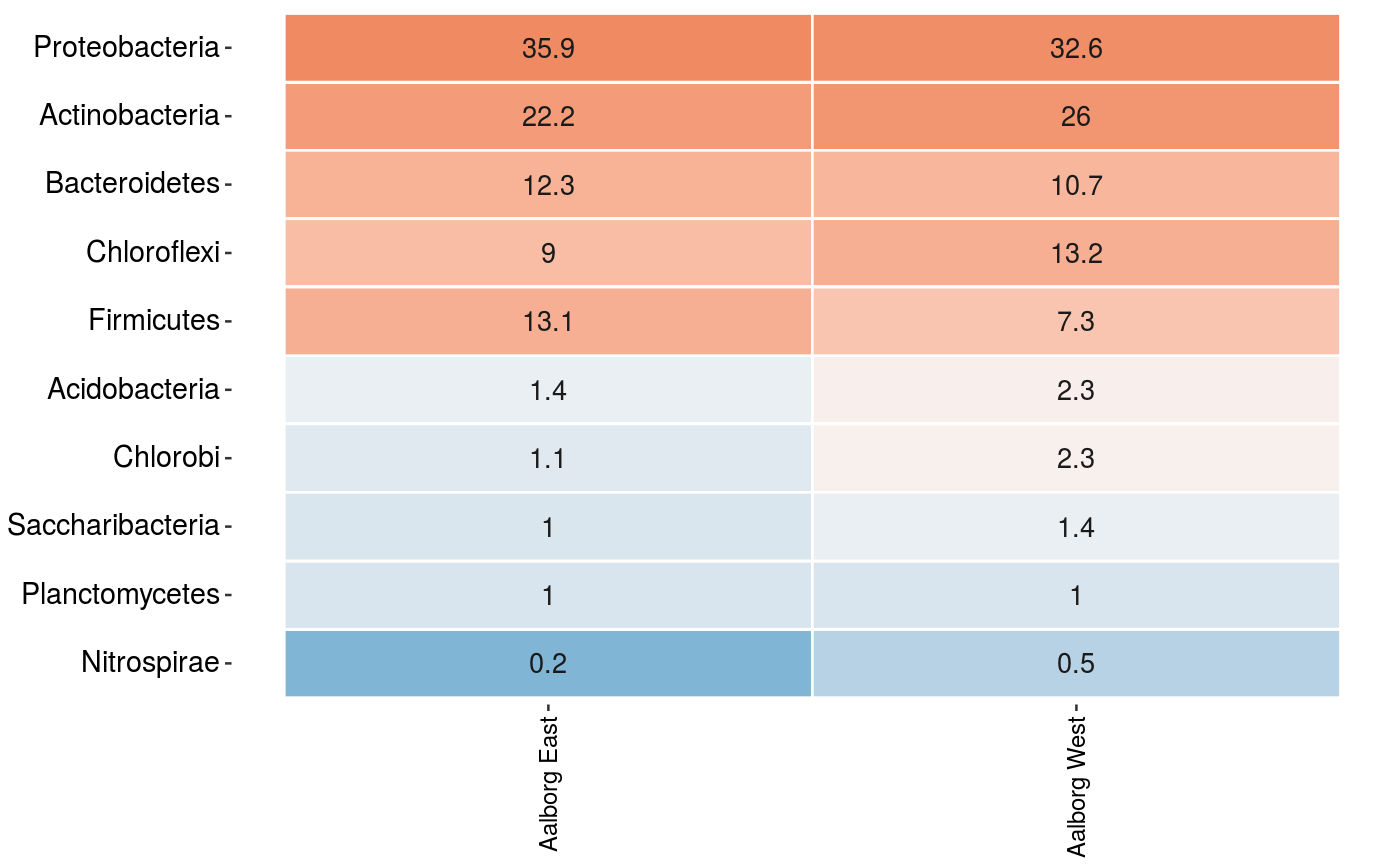 Proteobacteria 35.9 32.6
Actinobacteria 22.2 26
Bacteroidetes 12.3 10.7
Chloroflexi 9 13.2
Firmicutes 13.1 7.3
Acidobacteria 1.4 2.3
Chlorobi 1.1 2.3
Saccharibacteria 1 1.4
Planctomycetes 1 1
Nitrospirae 0.2 0.5
Aalborg East
Aalborg West